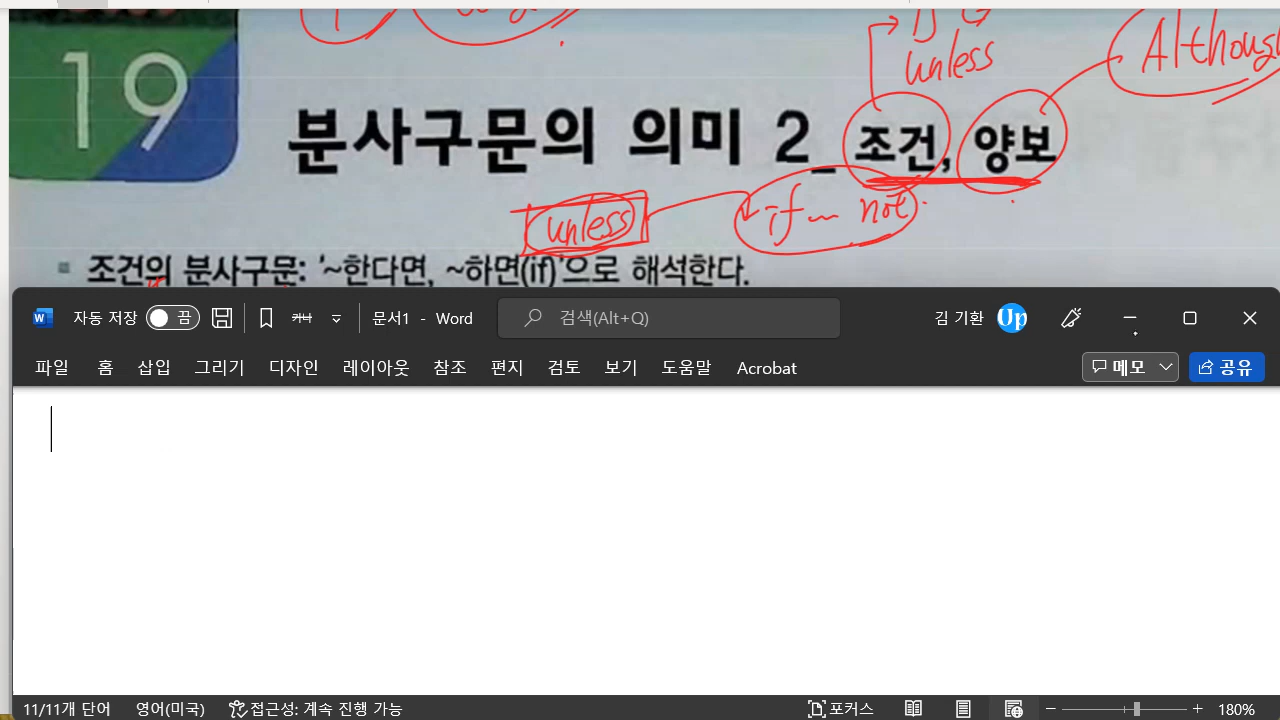 unless
Although
19
분사구문의 의미 2_ 조건, 양보
unless if ~ not
조건의 분사구문: '~한다면, ~하면(if)'으로 해석한다.
자동 저장 끔 문서1 - Word 검색(Alt+Q) 김 기환 Up
파일 홈 삽입 그리기 디자인 레이아웃 참조 편지 검토 보기 도움말 Acrobat 메모 공유
11/11개 단어 영어(미국) 접근성: 계속 진행 가능 포커스 180%